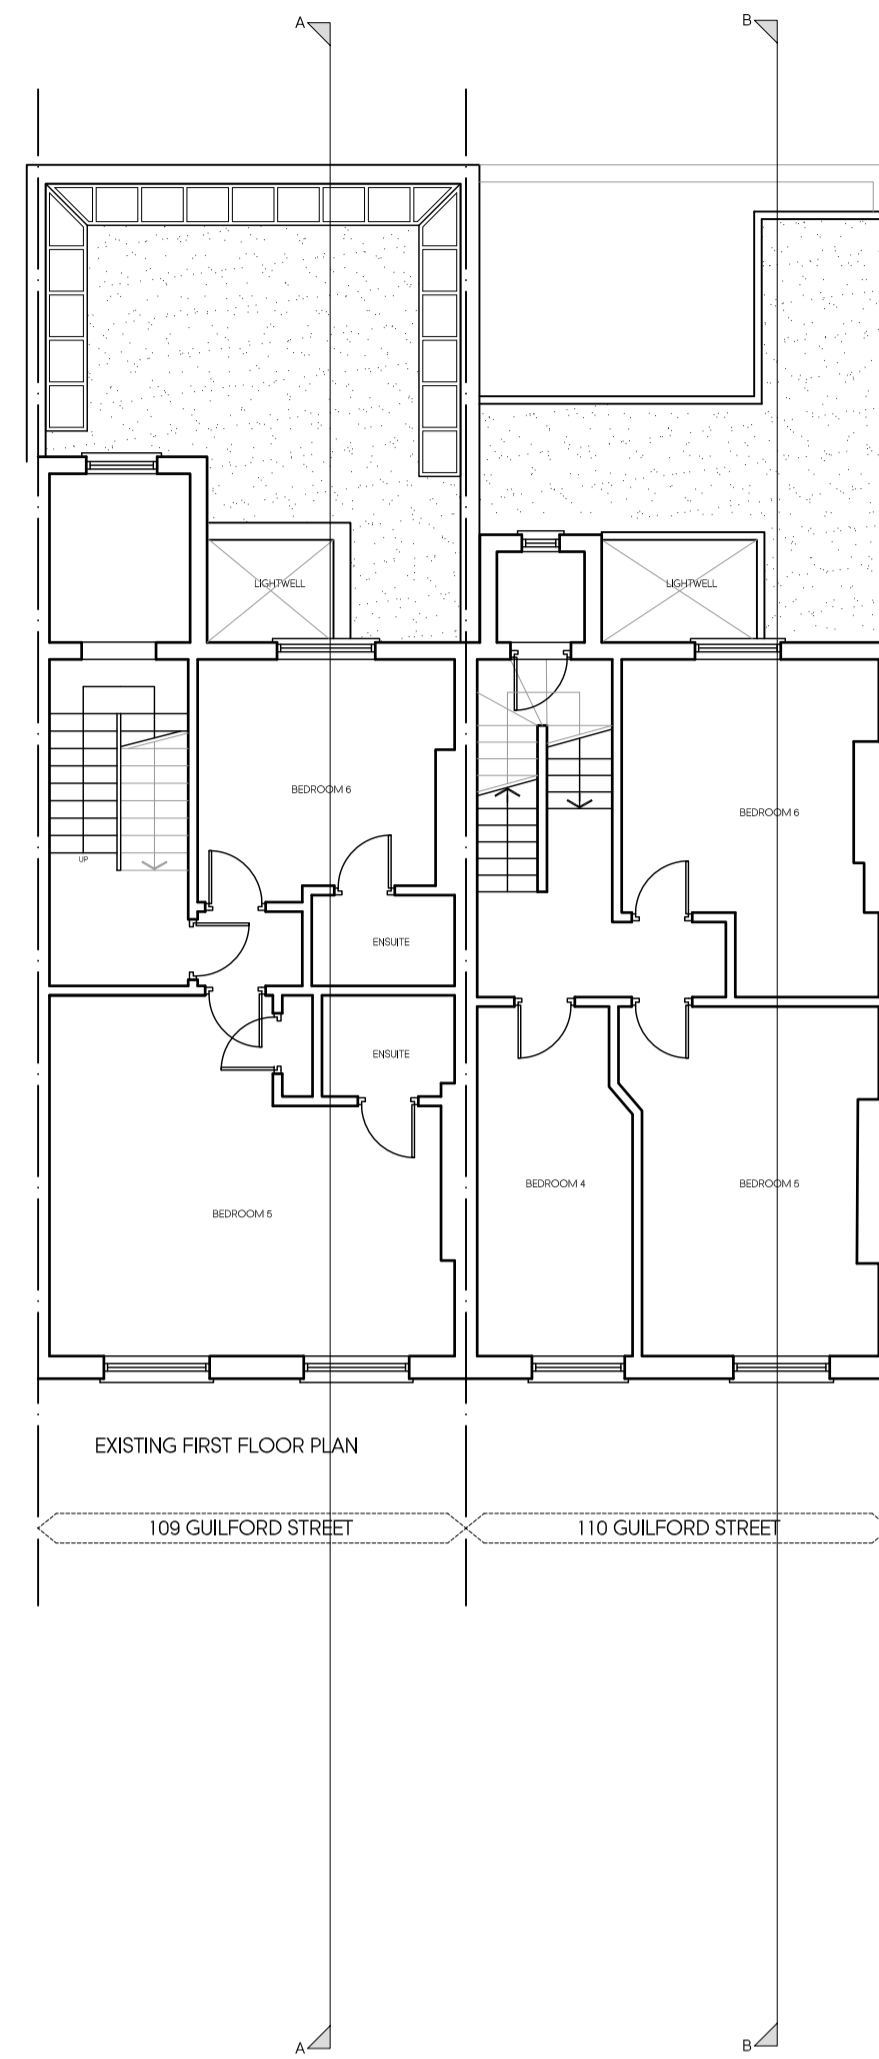 A
B
LIGHTWELL
LIGHTWELL
BEDROOM 6
BEDROOM 6
UP
ENSUITE
ENSUITE
BEDROOM 4
BEDROOM 5
BEDROOM 5
EXISTING FIRST FLOOR PLAN
109 GUILFORD STREET
110 GUILFORD STREET
A
B